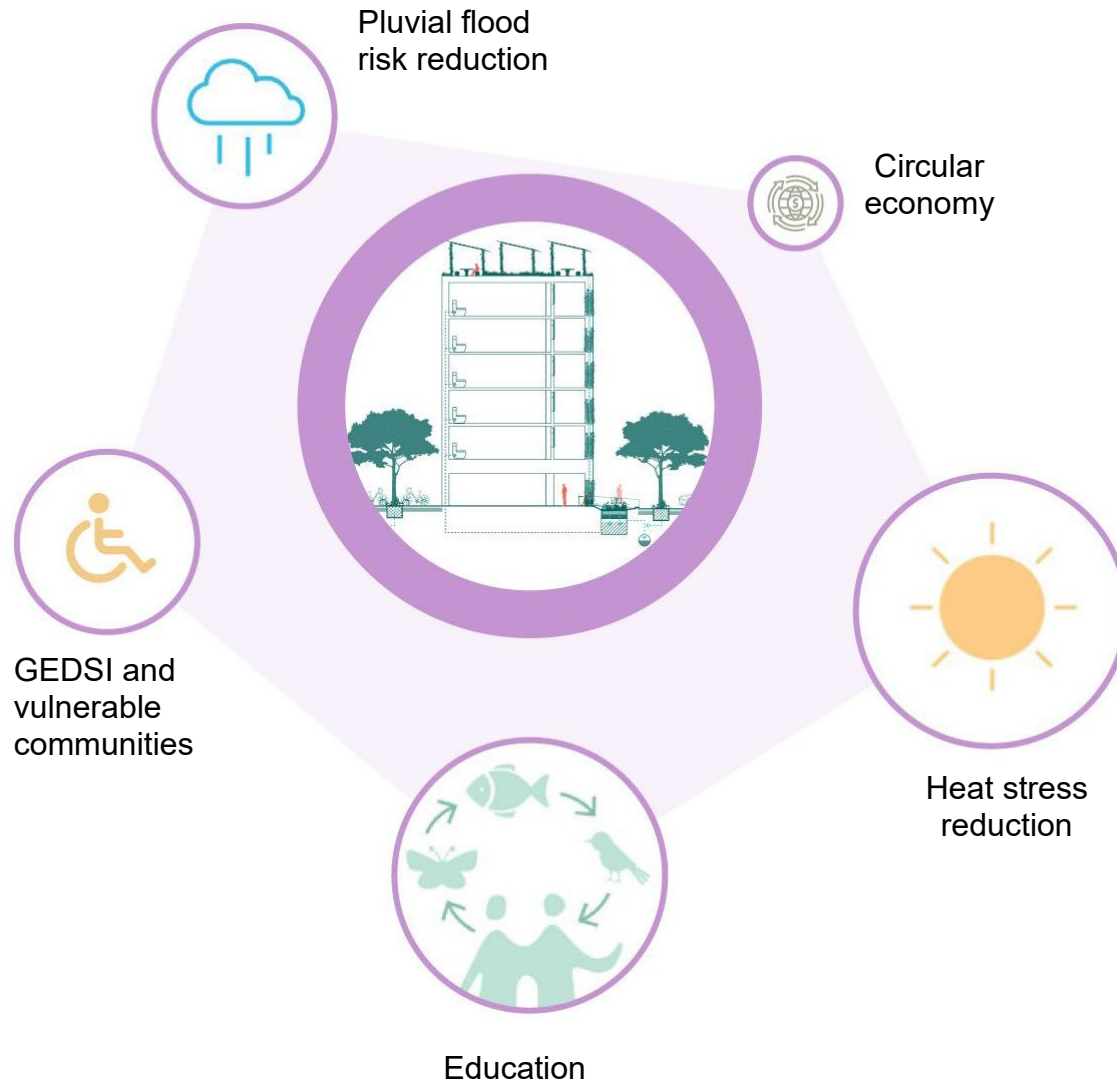 Pluvial flood
risk reduction
Circular
economy
$
GEDSI and
vulnerable
communities
Heat stress
reduction
Education